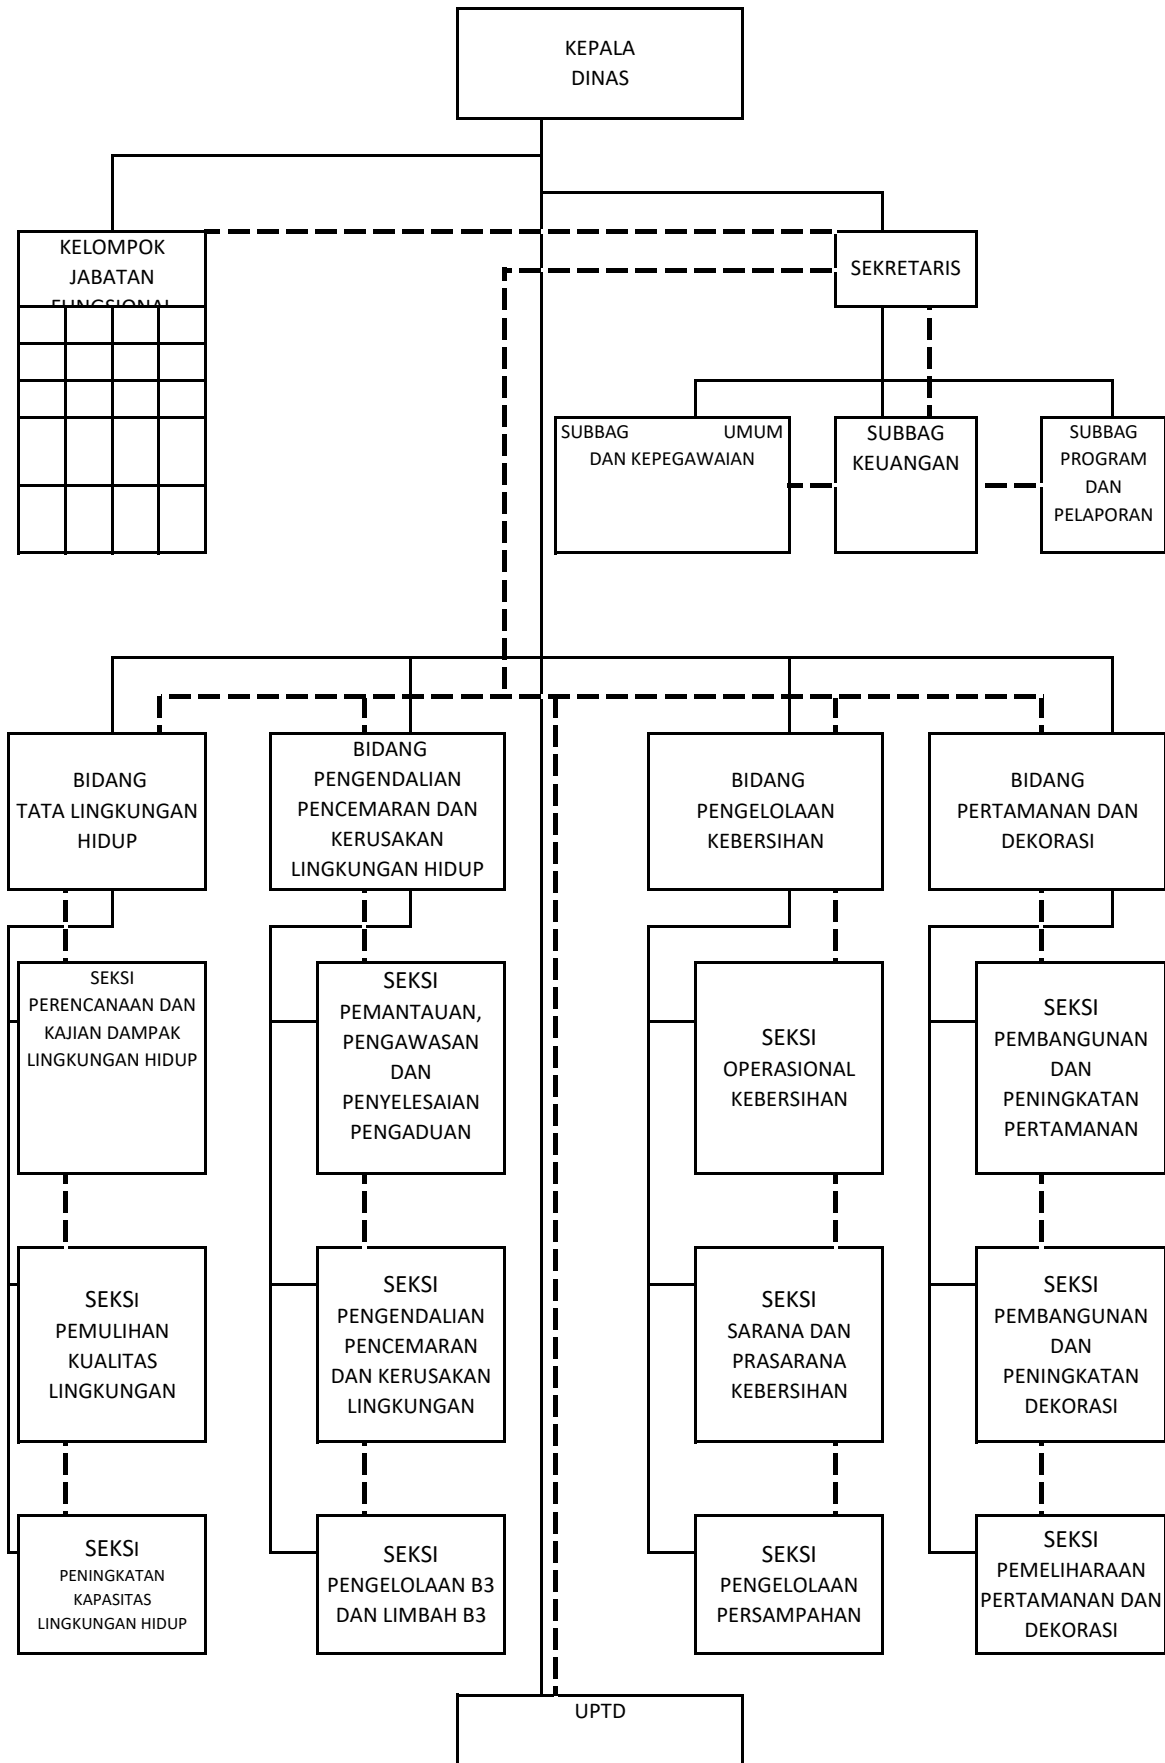 KEPALA
DINAS
KELOMPOK
JABATAN
FUNGSIONAL
SEKRETARIS
SUBBAG UMUM
DAN KEPEGAWAIAN
SUBBAG
KEUANGAN
SUBBAG
PROGRAM
DAN
PELAPORAN
BIDANG
TATA LINGKUNGAN
HIDUP
BIDANG
PENGENDALIAN
PENCEMARAN DAN
KERUSAKAN
LINGKUNGAN HIDUP
BIDANG
PENGELOLAAN
KEBERSIHAN
BIDANG
PERTAMANAN DAN
DEKORASI
SEKSI
PERENCANAAN DAN
KAJIAN DAMPAK
LINGKUNGAN HIDUP
SEKSI
PEMANTAUAN,
PENGAWASAN
DAN
PENYELESAIAN
PENGADUAN
SEKSI
OPERASIONAL
KEBERSIHAN
SEKSI
PEMBANGUNAN
DAN
PENINGKATAN
PERTAMANAN
SEKSI
PEMULIHAN
KUALITAS
LINGKUNGAN
SEKSI
PENGENDALIAN
PENCEMARAN
DAN KERUSAKAN
LINGKUNGAN
SEKSI
SARANA DAN
PRASARANA
KEBERSIHAN
SEKSI
PEMBANGUNAN
DAN
PENINGKATAN
DEKORASI
SEKSI
PENINGKATAN
KAPASITAS
LINGKUNGAN HIDUP
SEKSI
PENGELOLAAN B3
DAN LIMBAH B3
SEKSI
PENGELOLAAN
PERSAMPAHAN
SEKSI
PEMELIHARAAN
PERTAMANAN DAN
DEKORASI
UPTD